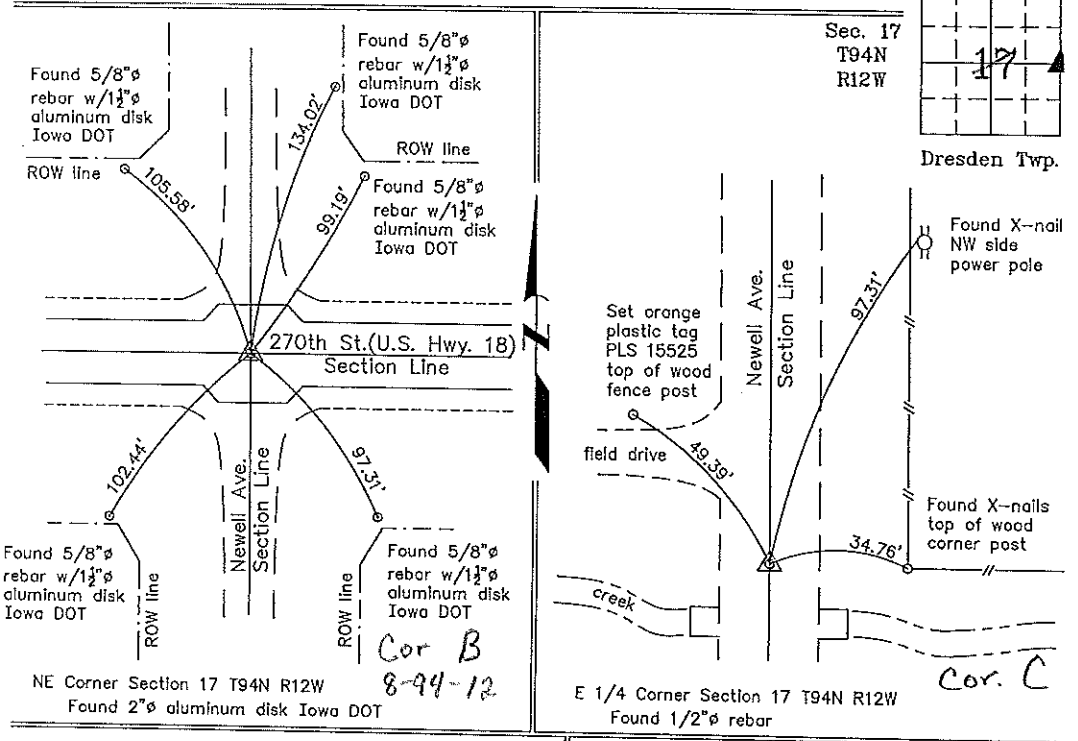 Found 5/8"ø
rebar w/1½"ø
aluminum disk
Iowa DOT
ROW line
105.58'
Found 5/8"ø
rebar w/1½"ø
aluminum disk
Iowa DOT
134.02'
ROW line
99.19'
Found 5/8"ø
rebar w/1½"ø
aluminum disk
Iowa DOT
270th St.(U.S. Hwy. 18)
Section Line
102.44'
97.31'
Newell Ave.
Section Line
Found 5/8"ø
rebar w/1½"ø
aluminum disk
Iowa DOT
ROW line
ROW line
Found 5/8"ø
rebar w/1½"ø
aluminum disk
Iowa DOT
Cor B
8-94-12
NE Corner Section 17 T94N R12W
Found 2"ø aluminum disk Iowa DOT
Sec. 17
T94N
R12W
17
Dresden Twp.
Found X-nail
NW side
power pole
97.31'
Newell Ave.
Section Line
Set orange
plastic tag
PLS 15525
top of wood
fence post
field drive
49.39'
Found X-nails
top of wood
corner post
34.76'
creek
Cor. C
E 1/4 Corner Section 17 T94N R12W
Found 1/2"ø rebar